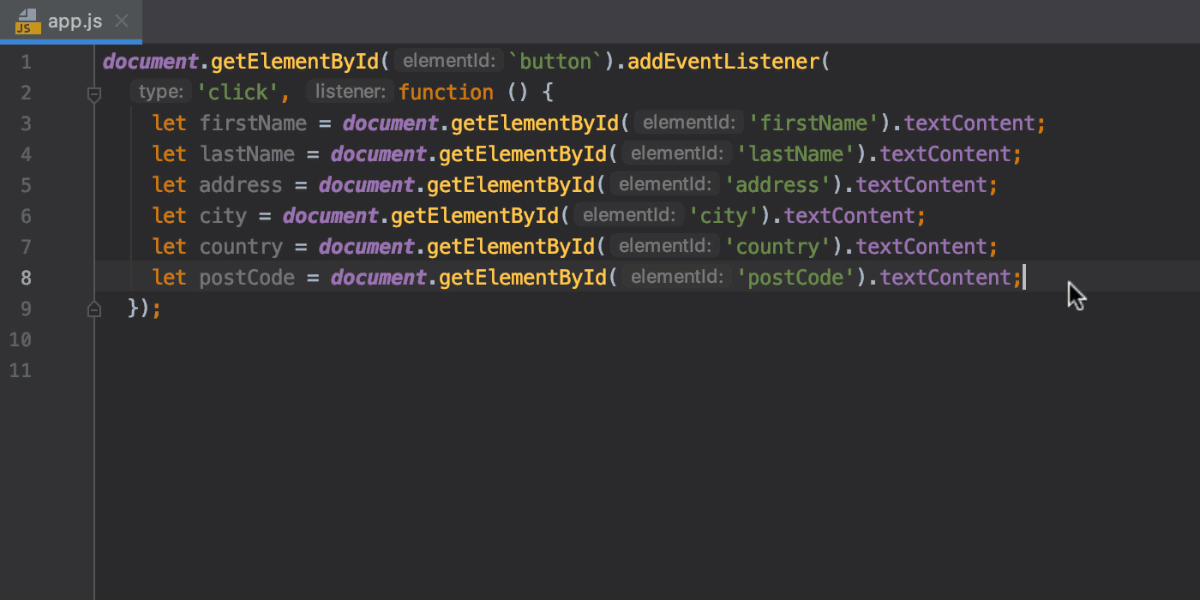 JS app.js
1 document.getElementById( elementId: `button`).addEventListener(
2 type: 'click', listener: function () {
3 let firstName = document.getElementById( elementId: 'firstName').textContent;
4 let lastName = document.getElementById( elementId: 'lastName').textContent;
5 let address = document.getElementById( elementId: 'address').textContent;
6 let city = document.getElementById( elementId: 'city').textContent;
7 let country = document.getElementById( elementId: 'country').textContent;
8 let postCode = document.getElementById( elementId: 'postCode').textContent;
9 });
10
11